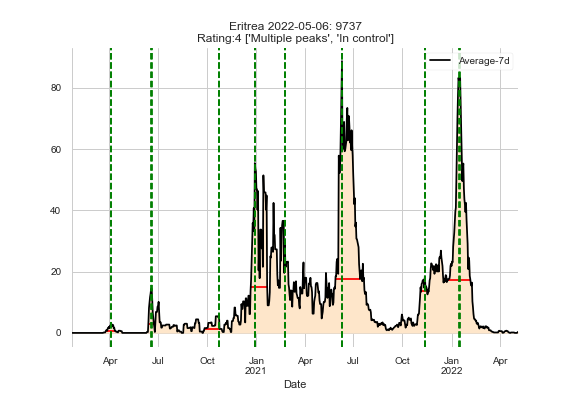 Eritrea 2022-05-06: 9737
Rating:4 ['Multiple peaks', 'In control']
Average-7d
80
60
40
20
0
Apr Jul Oct Jan Apr Jul Oct Jan Apr
2021 2022
Date